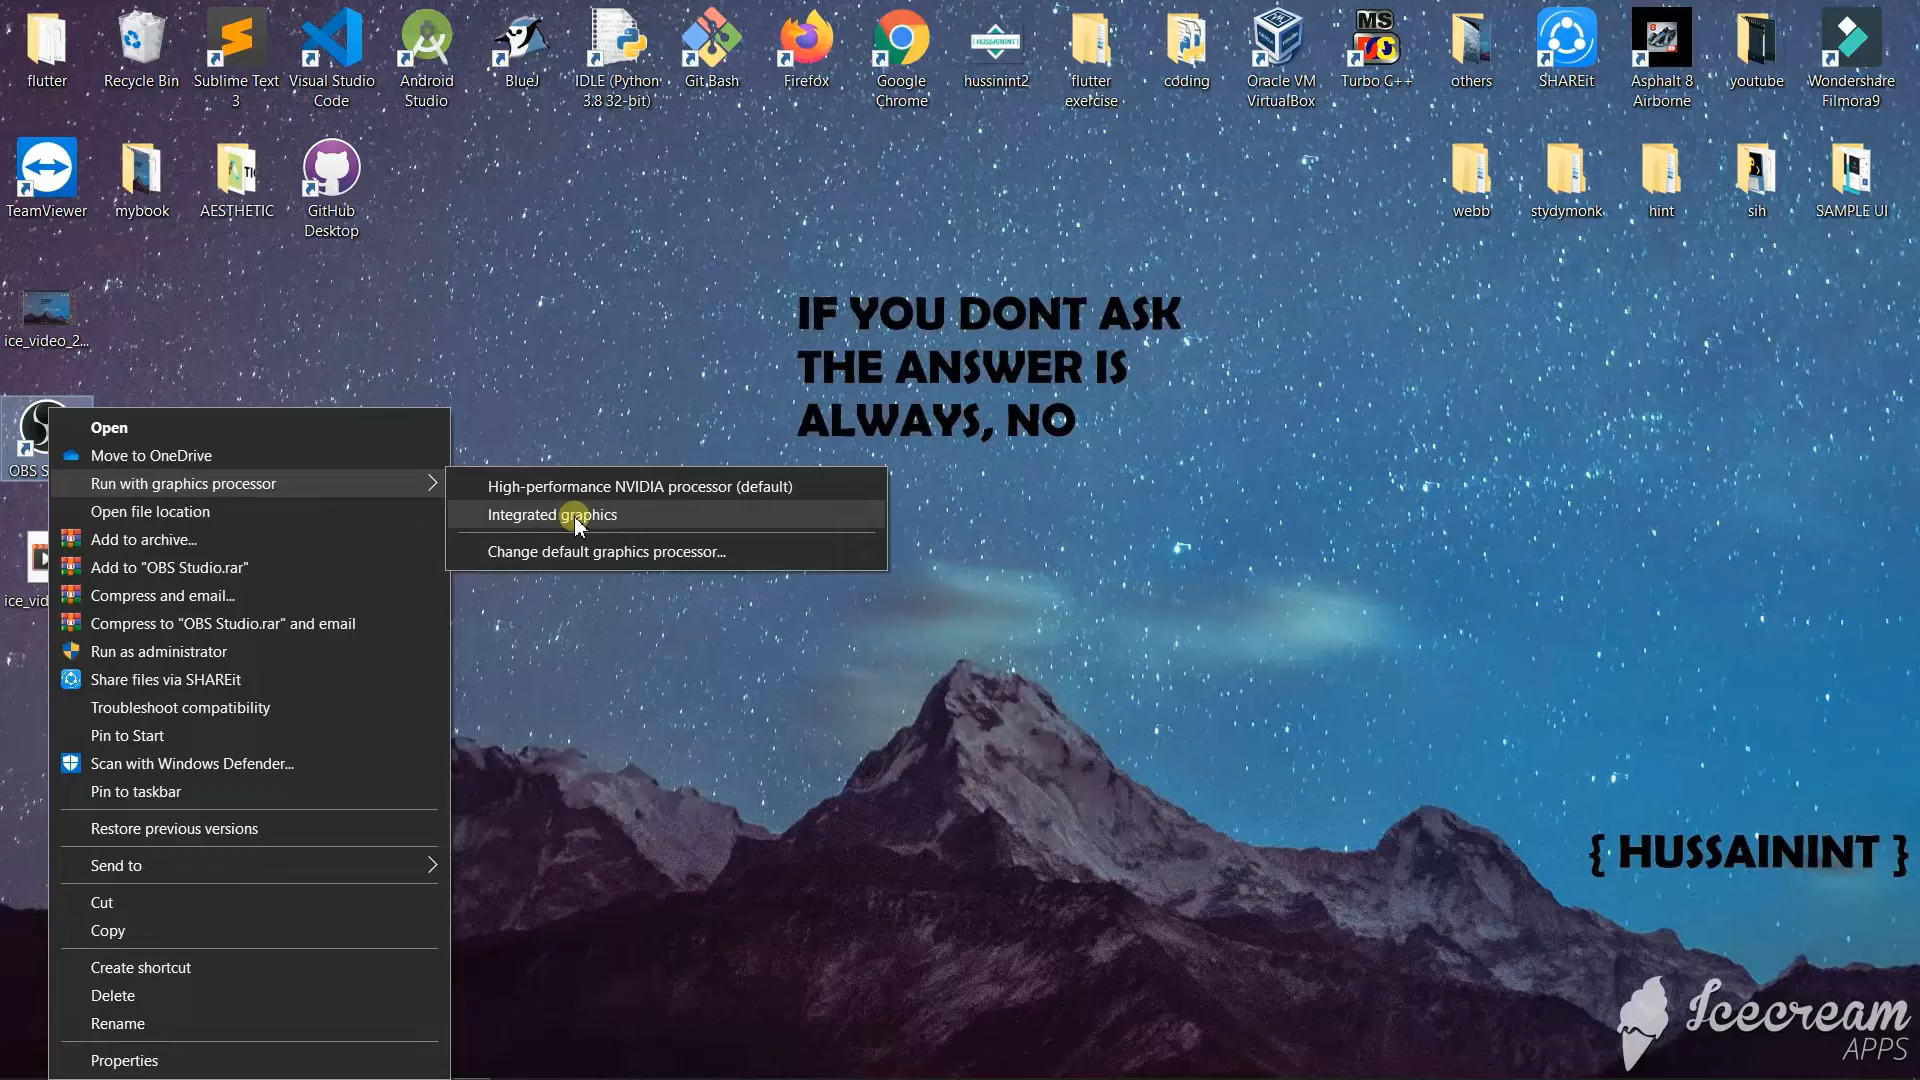 flutter
Recycle Bin
Sublime Text
3
Visual Studio
Code
Android
Studio
BlueJ
IDLE (Python
3.8 32-bit)
Git Bash
Firefox
Google
Chrome
hussinint2
flutter
exercise
cdding
Oracle VM
VirtualBox
MS
Turbo C++
others
SHAREit
Asphalt 8
Airborne
youtube
Wondershare
Filmora9
TeamViewer
mybook
AESTHETIC
GitHub
Desktop
webb
stydymonk
hint
sih
SAMPLE UI
ice_video_2...
IF YOU DONT ASK
THE ANSWER IS
ALWAYS, NO
OBS S
ice_vid
Open
Move to OneDrive
Run with graphics processor
Open file location
Add to archive...
Add to "OBS Studio.rar"
Compress and email...
Compress to "OBS Studio.rar" and email
Run as administrator
Share files via SHAREit
Troubleshoot compatibility
Pin to Start
Scan with Windows Defender...
Pin to taskbar
Restore previous versions
Send to
Cut
Copy
Create shortcut
Delete
Rename
Properties
High-performance NVIDIA processor (default)
Integrated graphics
Change default graphics processor...
{ HUSSAININT }
Icecream
APPS